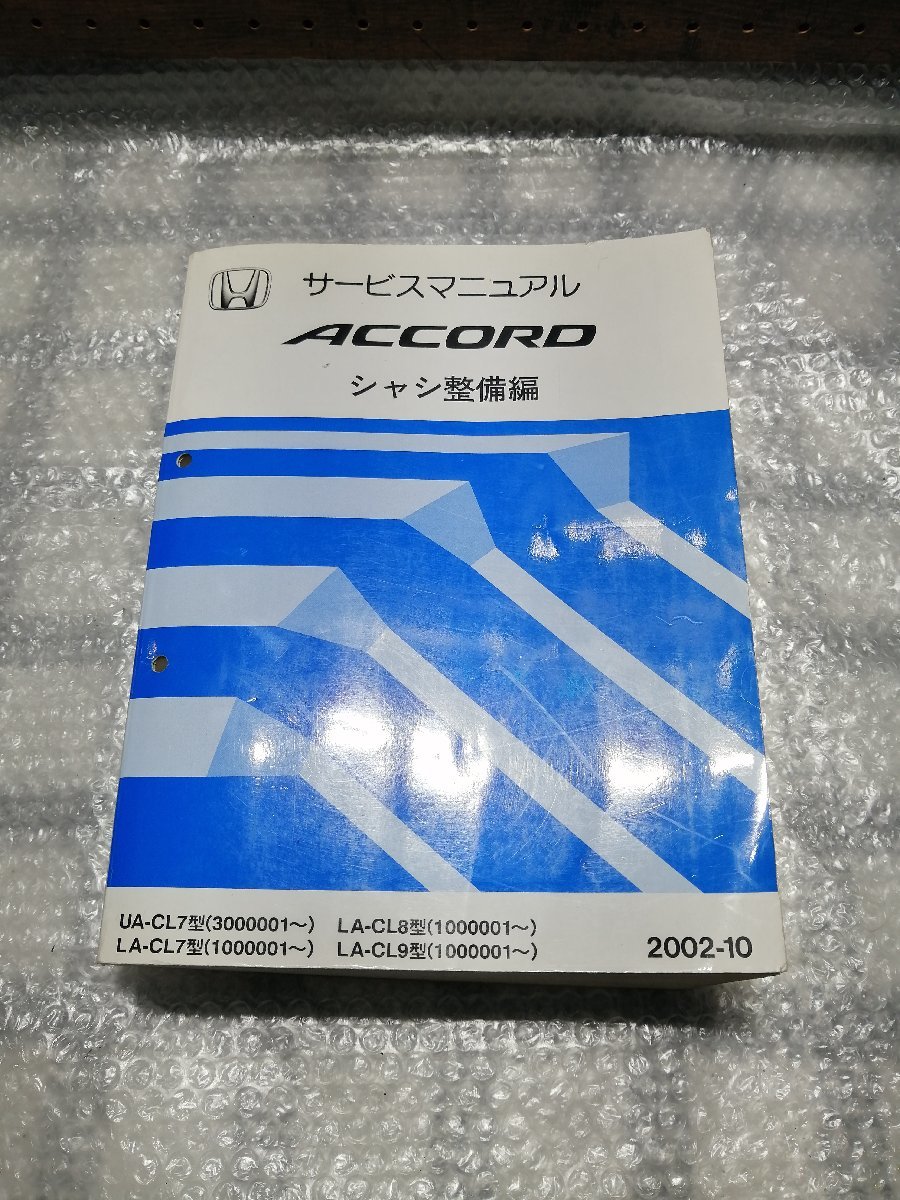 サービスマニュアル
ACCORD
シャシ整備編
UA-CL7型(3000001〜) LA-CL8型(1000001〜)
LA-CL7型(1000001〜) LA-CL9型(1000001〜)
2002-10